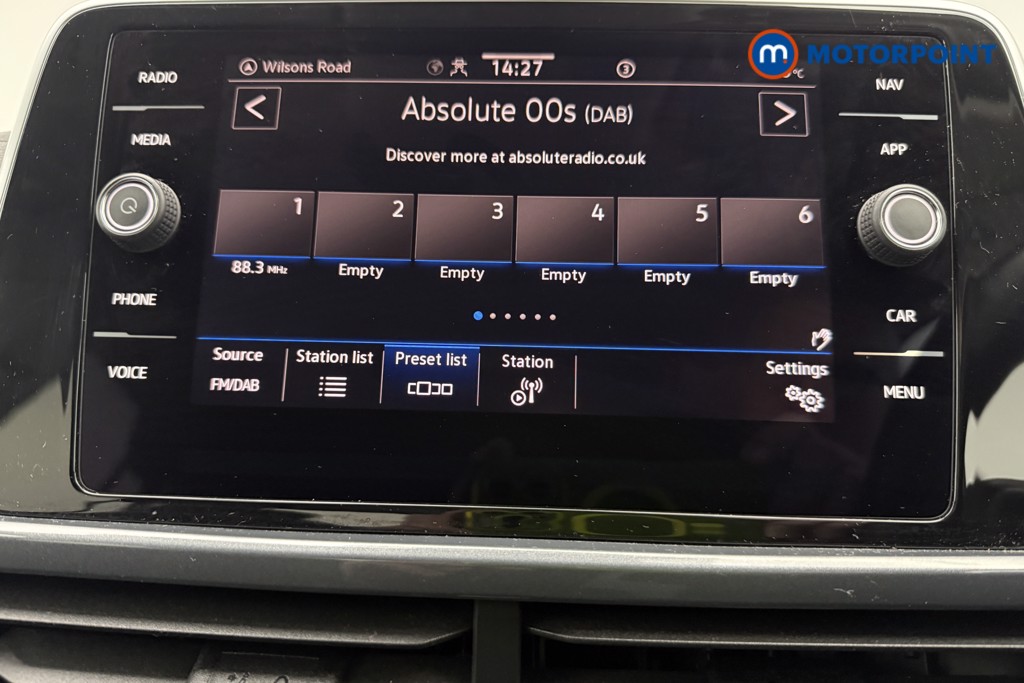 m MOTORPOINT
Wilsons Road 14:27 3 °C
RADIO
MEDIA
PHONE
VOICE
NAV
APP
CAR
MENU
< Absolute 00s (DAB) >
Discover more at absoluteradio.co.uk
1 2 3 4 5 6
88.3 MHz Empty Empty Empty Empty Empty
Source Station list Preset list Station Settings
FM/DAB